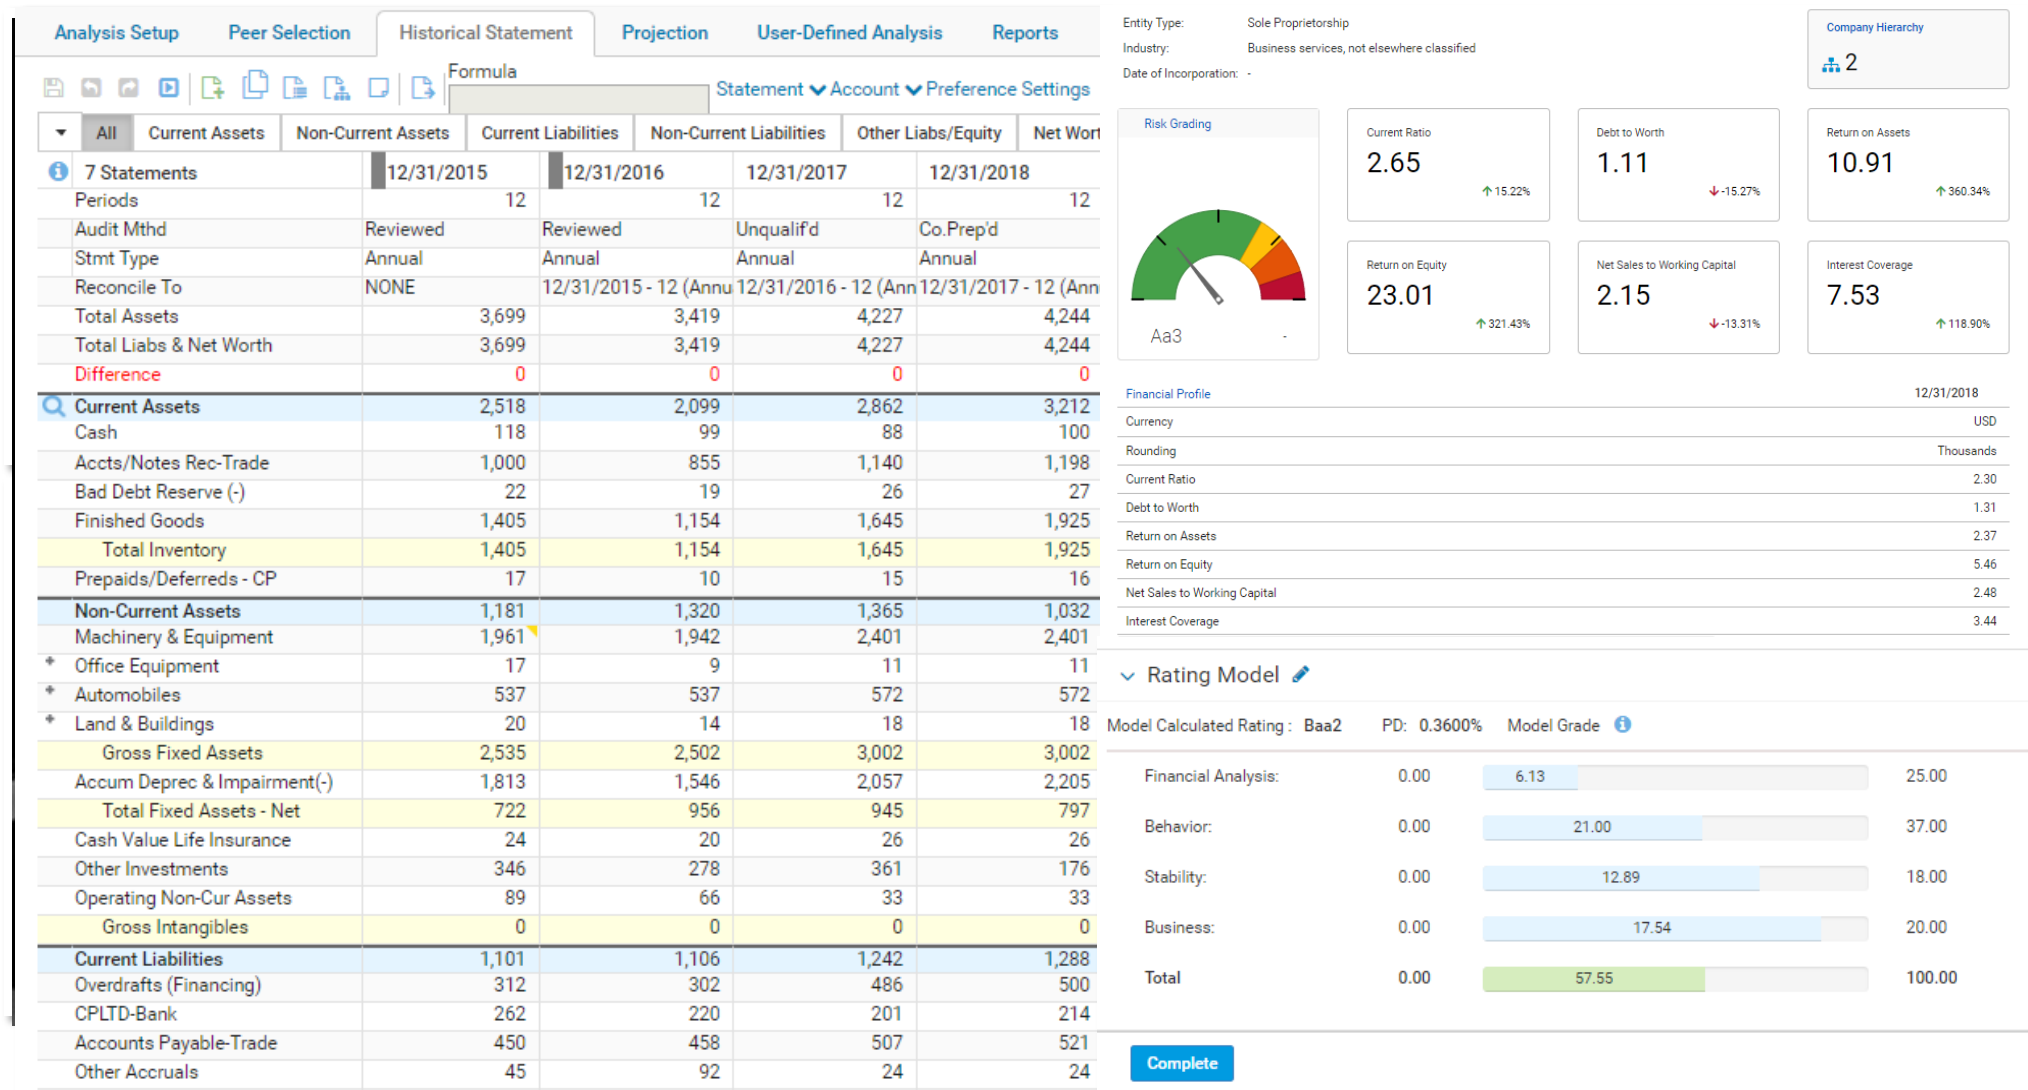 Analysis Setup Peer Selection Historical Statement Projection User-Defined Analysis Reports
Formula
Statement Account Preference Settings
All Current Assets Non-Current Assets Current Liabilities Non-Current Liabilities Other Liabs/Equity Net Wort
7 Statements 12/31/2015 12/31/2016 12/31/2017 12/31/2018
Periods 12 12 12 12
Audit Mthd Reviewed Reviewed Unqualif'd Co.Prep'd
Stmt Type Annual Annual Annual Annual
Reconcile To NONE 12/31/2015 - 12 (Annu 12/31/2016 - 12 (Ann 12/31/2017 - 12 (Ann
Total Assets 3,699 3,419 4,227 4,244
Total Liabs & Net Worth 3,699 3,419 4,227 4,244
Difference 0 0 0 0
Current Assets 2,518 2,099 2,862 3,212
Cash 118 99 88 100
Accts/Notes Rec-Trade 1,000 855 1,140 1,198
Bad Debt Reserve (-) 22 19 26 27
Finished Goods 1,405 1,154 1,645 1,925
Total Inventory 1,405 1,154 1,645 1,925
Prepaids/Deferreds - CP 17 10 15 16
Non-Current Assets 1,181 1,320 1,365 1,032
Machinery & Equipment 1,961 1,942 2,401 2,401
Office Equipment 17 9 11 11
Automobiles 537 537 572 572
Land & Buildings 20 14 18 18
Gross Fixed Assets 2,535 2,502 3,002 3,002
Accum Deprec & Impairment(-) 1,813 1,546 2,057 2,205
Total Fixed Assets - Net 722 956 945 797
Cash Value Life Insurance 24 20 26 26
Other Investments 346 278 361 176
Operating Non-Cur Assets 89 66 33 33
Gross Intangibles 0 0 0 0
Current Liabilities 1,101 1,106 1,242 1,288
Overdrafts (Financing) 312 302 486 500
CPLTD-Bank 262 220 201 214
Accounts Payable-Trade 450 458 507 521
Other Accruals 45 92 24 24
Entity Type: Sole Proprietorship
Industry: Business services, not elsewhere classified
Date of Incorporation: -
Company Hierarchy
2
Risk Grading
Aa3 -
Current Ratio
2.65
15.22%
Debt to Worth
1.11
-15.27%
Return on Assets
10.91
360.34%
Return on Equity
23.01
321.43%
Net Sales to Working Capital
2.15
-13.31%
Interest Coverage
7.53
118.90%
Financial Profile 12/31/2018
Currency USD
Rounding Thousands
Current Ratio 2.30
Debt to Worth 1.31
Return on Assets 2.37
Return on Equity 5.46
Net Sales to Working Capital 2.48
Interest Coverage 3.44
Rating Model
Model Calculated Rating : Baa2 PD: 0.3600% Model Grade
Financial Analysis: 0.00 6.13 25.00
Behavior: 0.00 21.00 37.00
Stability: 0.00 12.89 18.00
Business: 0.00 17.54 20.00
Total 0.00 57.55 100.00
Complete